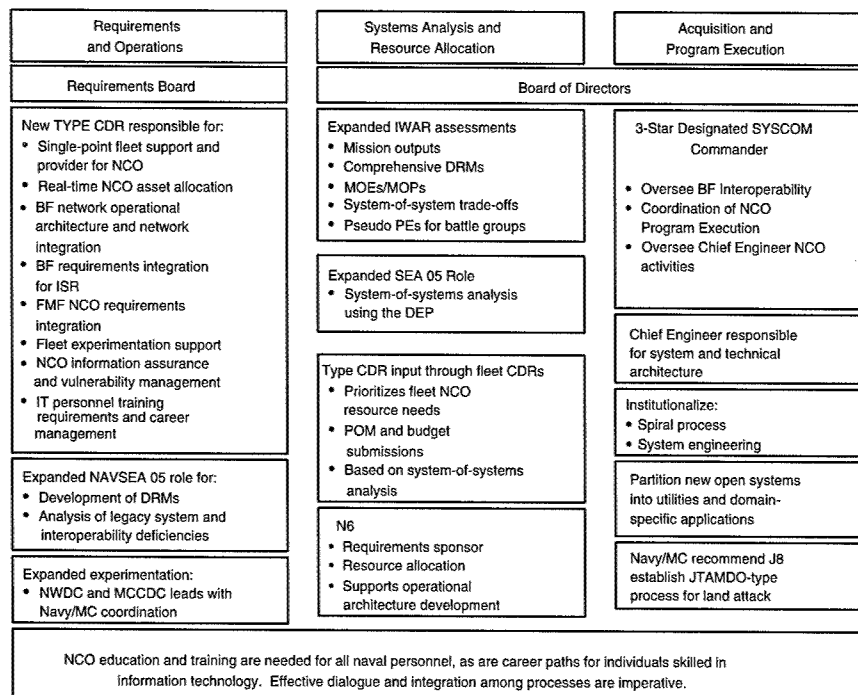 Requirements
and Operations
Systems Analysis and
Resource Allocation
Acquisition and
Program Execution
Requirements Board
Board of Directors
New TYPE CDR responsible for:
• Single-point fleet support and
provider for NCO
• Real-time NCO asset allocation
• BF network operational
architecture and network
integration
• BF requirements integration
for ISR
• FMF NCO requirements
integration
• Fleet experimentation support
• NCO information assurance
and vulnerability management
• IT personnel training
requirements and career
management
Expanded NAVSEA 05 role for:
• Development of DRMs
• Analysis of legacy system and
interoperability deficiencies
Expanded experimentation:
• NWDC and MCCDC leads with
Navy/MC coordination
Expanded IWAR assessments
• Mission outputs
• Comprehensive DRMs
• MOEs/MOPs
• System-of-system trade-offs
• Pseudo PEs for battle groups
Expanded SEA 05 Role
• System-of-systems analysis
using the DEP
Type CDR input through fleet CDRs
• Prioritizes fleet NCO
resource needs
• POM and budget
submissions
• Based on system-of-systems
analysis
N6
• Requirements sponsor
• Resource allocation
• Supports operational
architecture development
3-Star Designated SYSCOM
Commander
• Oversee BF Interoperability
• Coordination of NCO
Program Execution
• Oversee Chief Engineer NCO
activities
Chief Engineer responsible
for system and technical
architecture
Institutionalize:
• Spiral process
• System engineering
Partition new open systems
into utilities and domain-
specific applications
Navy/MC recommend J8
establish JTAMDO-type
process for land attack
NCO education and training are needed for all naval personnel, as are career paths for individuals skilled in
information technology. Effective dialogue and integration among processes are imperative.